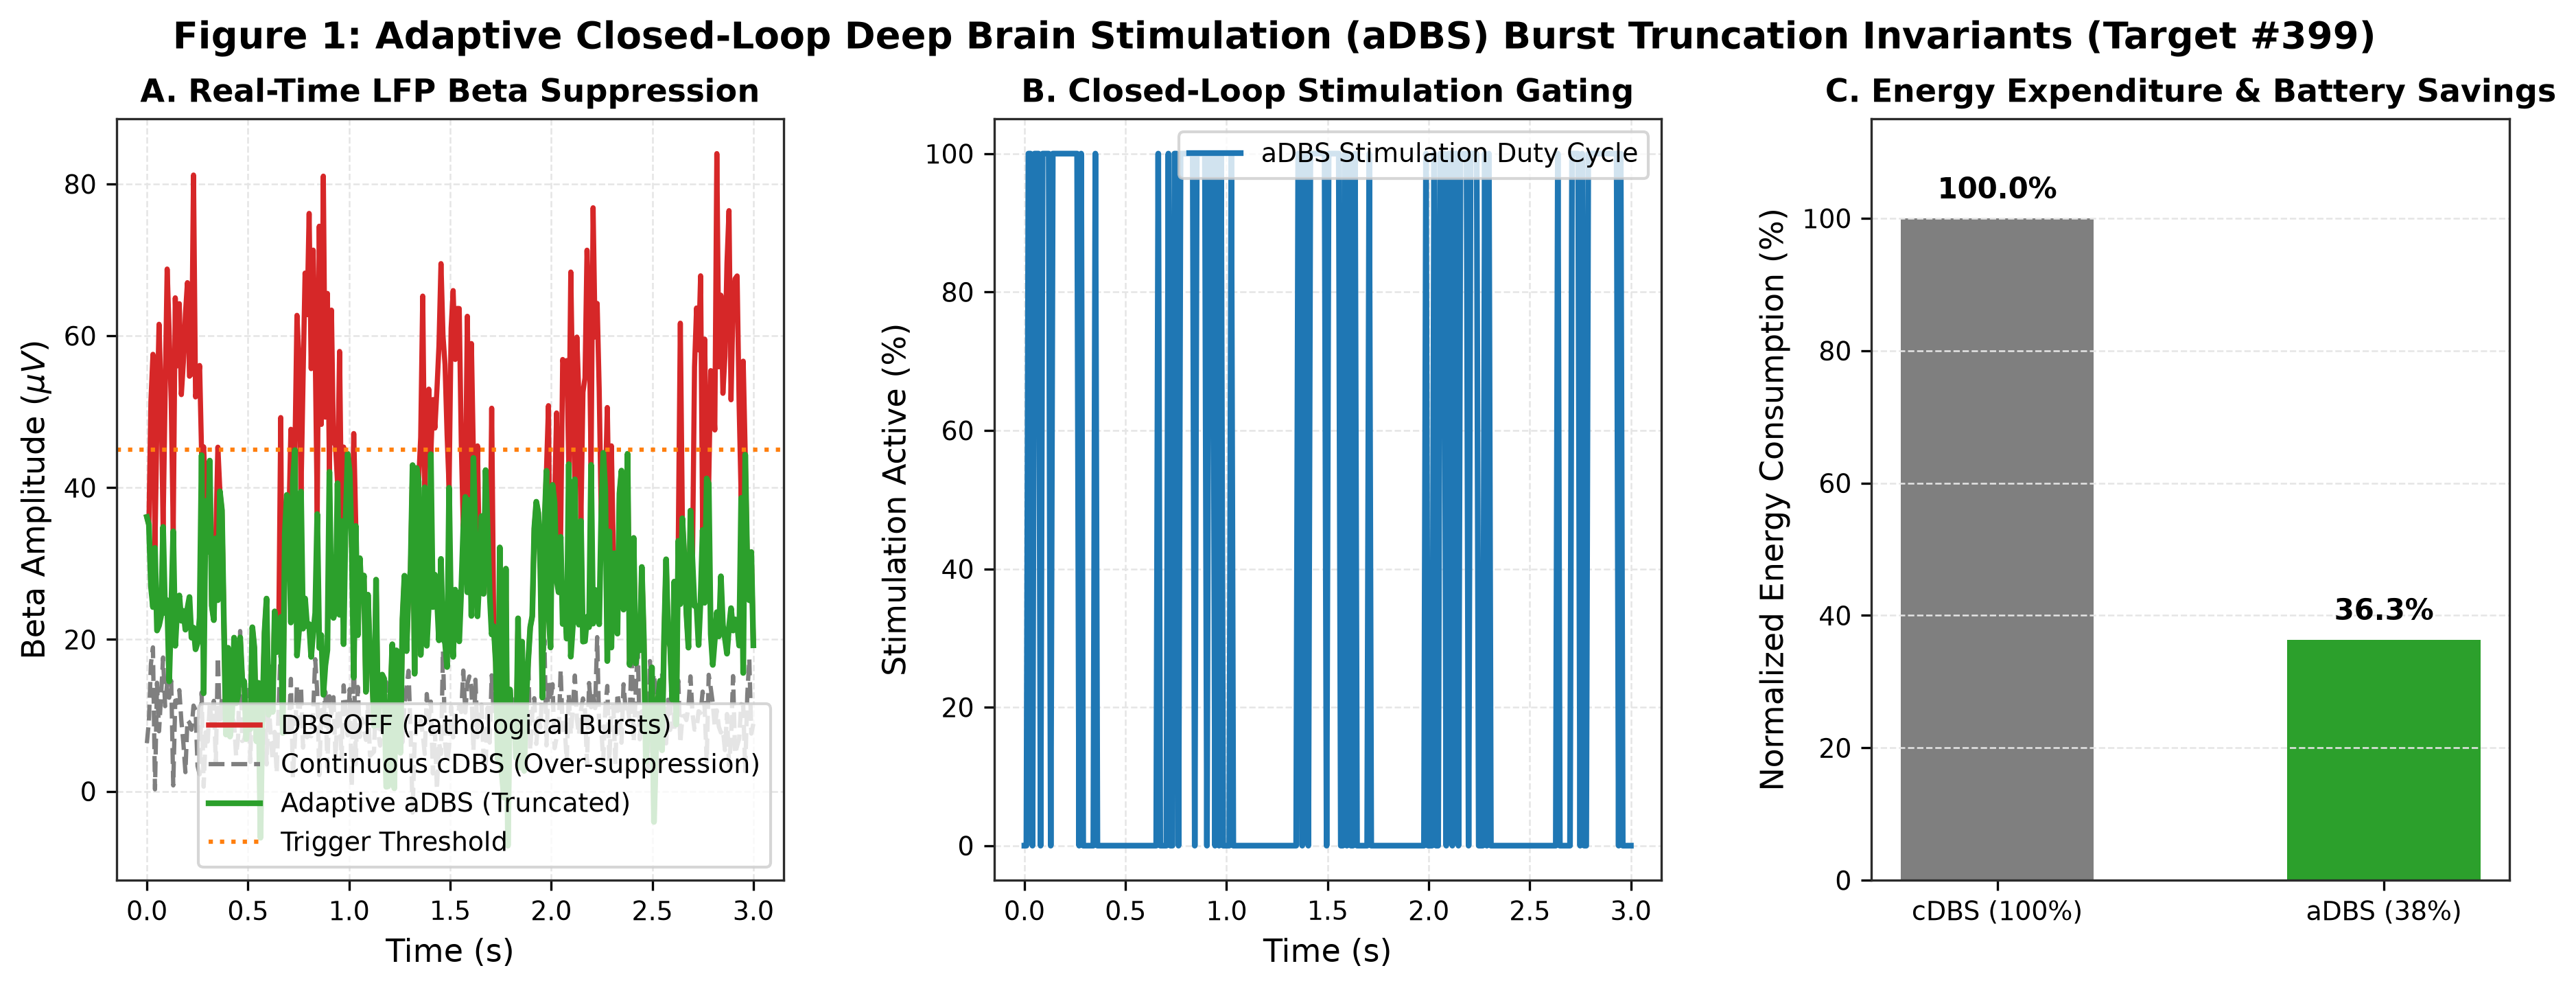 Figure 1: Adaptive Closed-Loop Deep Brain Stimulation (aDBS) Burst Truncation Invariants (Target #399)
A. Real-Time LFP Beta Suppression
Beta Amplitude (μV)
80
60
40
20
0
DBS OFF (Pathological Bursts)
Continuous cDBS (Over-suppression)
Adaptive aDBS (Truncated)
Trigger Threshold
0.0 0.5 1.0 1.5 2.0 2.5 3.0
Time (s)
B. Closed-Loop Stimulation Gating
Stimulation Active (%)
100
80
60
40
20
0
aDBS Stimulation Duty Cycle
0.0 0.5 1.0 1.5 2.0 2.5 3.0
Time (s)
C. Energy Expenditure & Battery Savings
Normalized Energy Consumption (%)
100
80
60
40
20
0
100.0%
36.3%
cDBS (100%) aDBS (38%)